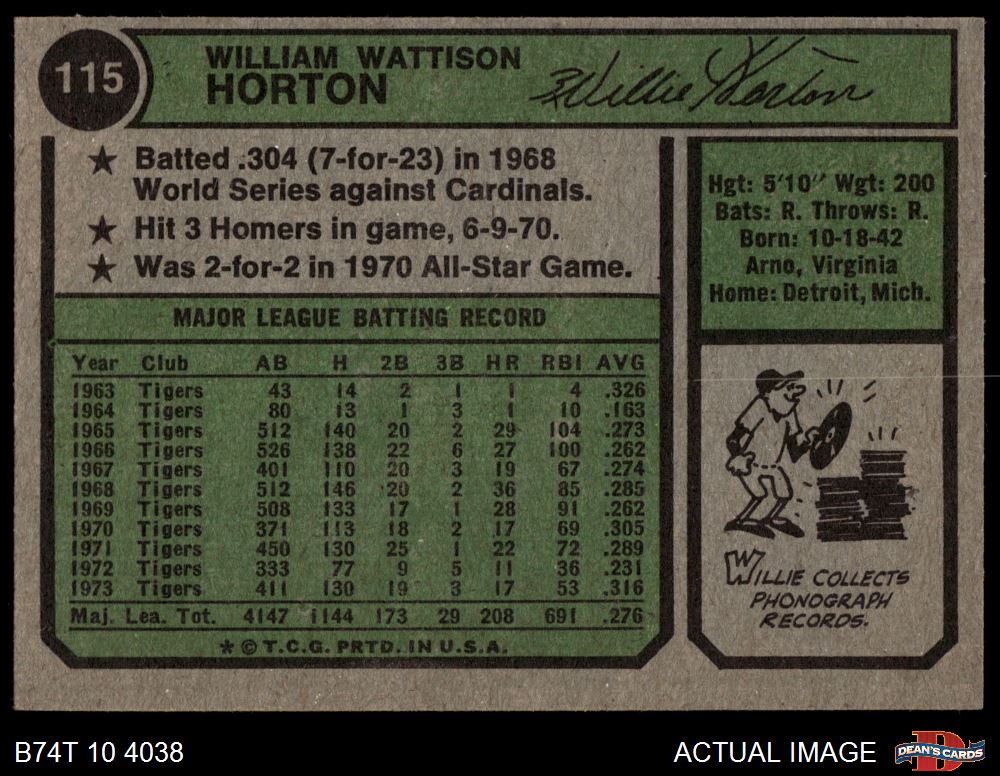 115
WILLIAM WATTISON
HORTON
Willie Horton
★ Batted .304 (7-for-23) in 1968
World Series against Cardinals.
★ Hit 3 Homers in game, 6-9-70.
★ Was 2-for-2 in 1970 All-Star Game.
MAJOR LEAGUE BATTING RECORD
Year Club AB H 2B 3B HR RBI AVG
1963 Tigers 43 14 2 1 1 4 .326
1964 Tigers 80 13 1 3 1 10 .163
1965 Tigers 512 140 20 2 29 104 .273
1966 Tigers 526 138 22 6 27 100 .262
1967 Tigers 401 110 20 3 19 67 .274
1968 Tigers 512 146 20 2 36 85 .285
1969 Tigers 508 133 17 1 28 91 .262
1970 Tigers 371 113 18 2 17 69 .305
1971 Tigers 450 130 25 1 22 72 .289
1972 Tigers 333 77 9 5 11 36 .231
1973 Tigers 411 130 19 3 17 53 .316
Maj. Lea. Tot. 4147 1144 173 29 208 691 .276
* © T.C.G. PRTD. IN U.S.A.
Hgt: 5'10" Wgt: 200
Bats: R. Throws: R.
Born: 10-18-42
Arno, Virginia
Home: Detroit, Mich.
WILLIE COLLECTS
PHONOGRAPH
RECORDS.
B74T 10 4038
ACTUAL IMAGE
DEAN'S CARDS